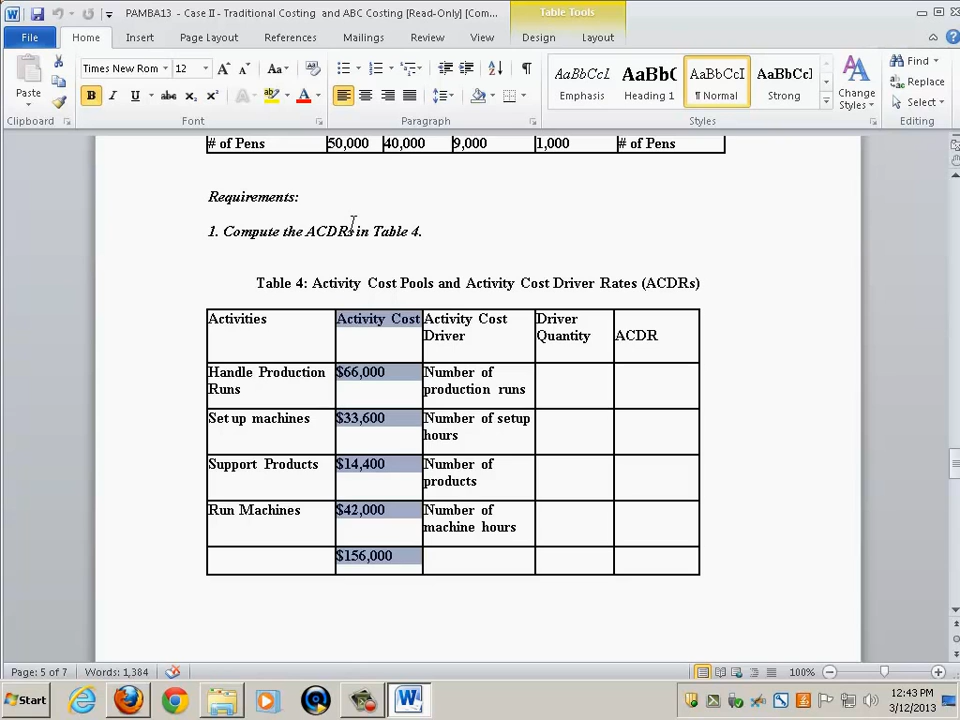 PAMBA13 - Case II - Traditional Costing and ABC Costing [Read-Only] [Com...
Table Tools
File Home Insert Page Layout References Mailings Review View Design Layout
Times New Rom 12 Aa
AaBbCcI AaBb( AaBbCcI AaBbCc]
Find
Replace
Select
Paste
B I U abc x₂ x² A A
Emphasis Heading 1 ¶ Normal Strong
Change Styles
Clipboard Font Paragraph Styles Editing
# of Pens 50,000 40,000 9,000 1,000 # of Pens
Requirements:
1. Compute the ACDRs in Table 4.
Table 4: Activity Cost Pools and Activity Cost Driver Rates (ACDRs)
Activities Activity Cost Activity Cost Driver Driver Quantity ACDR
Handle Production Runs $66,000 Number of production runs
Set up machines $33,600 Number of setup hours
Support Products $14,400 Number of products
Run Machines $42,000 Number of machine hours
$156,000
Page: 5 of 7 Words: 1,384 100%
Start
12:43 PM
3/12/2013